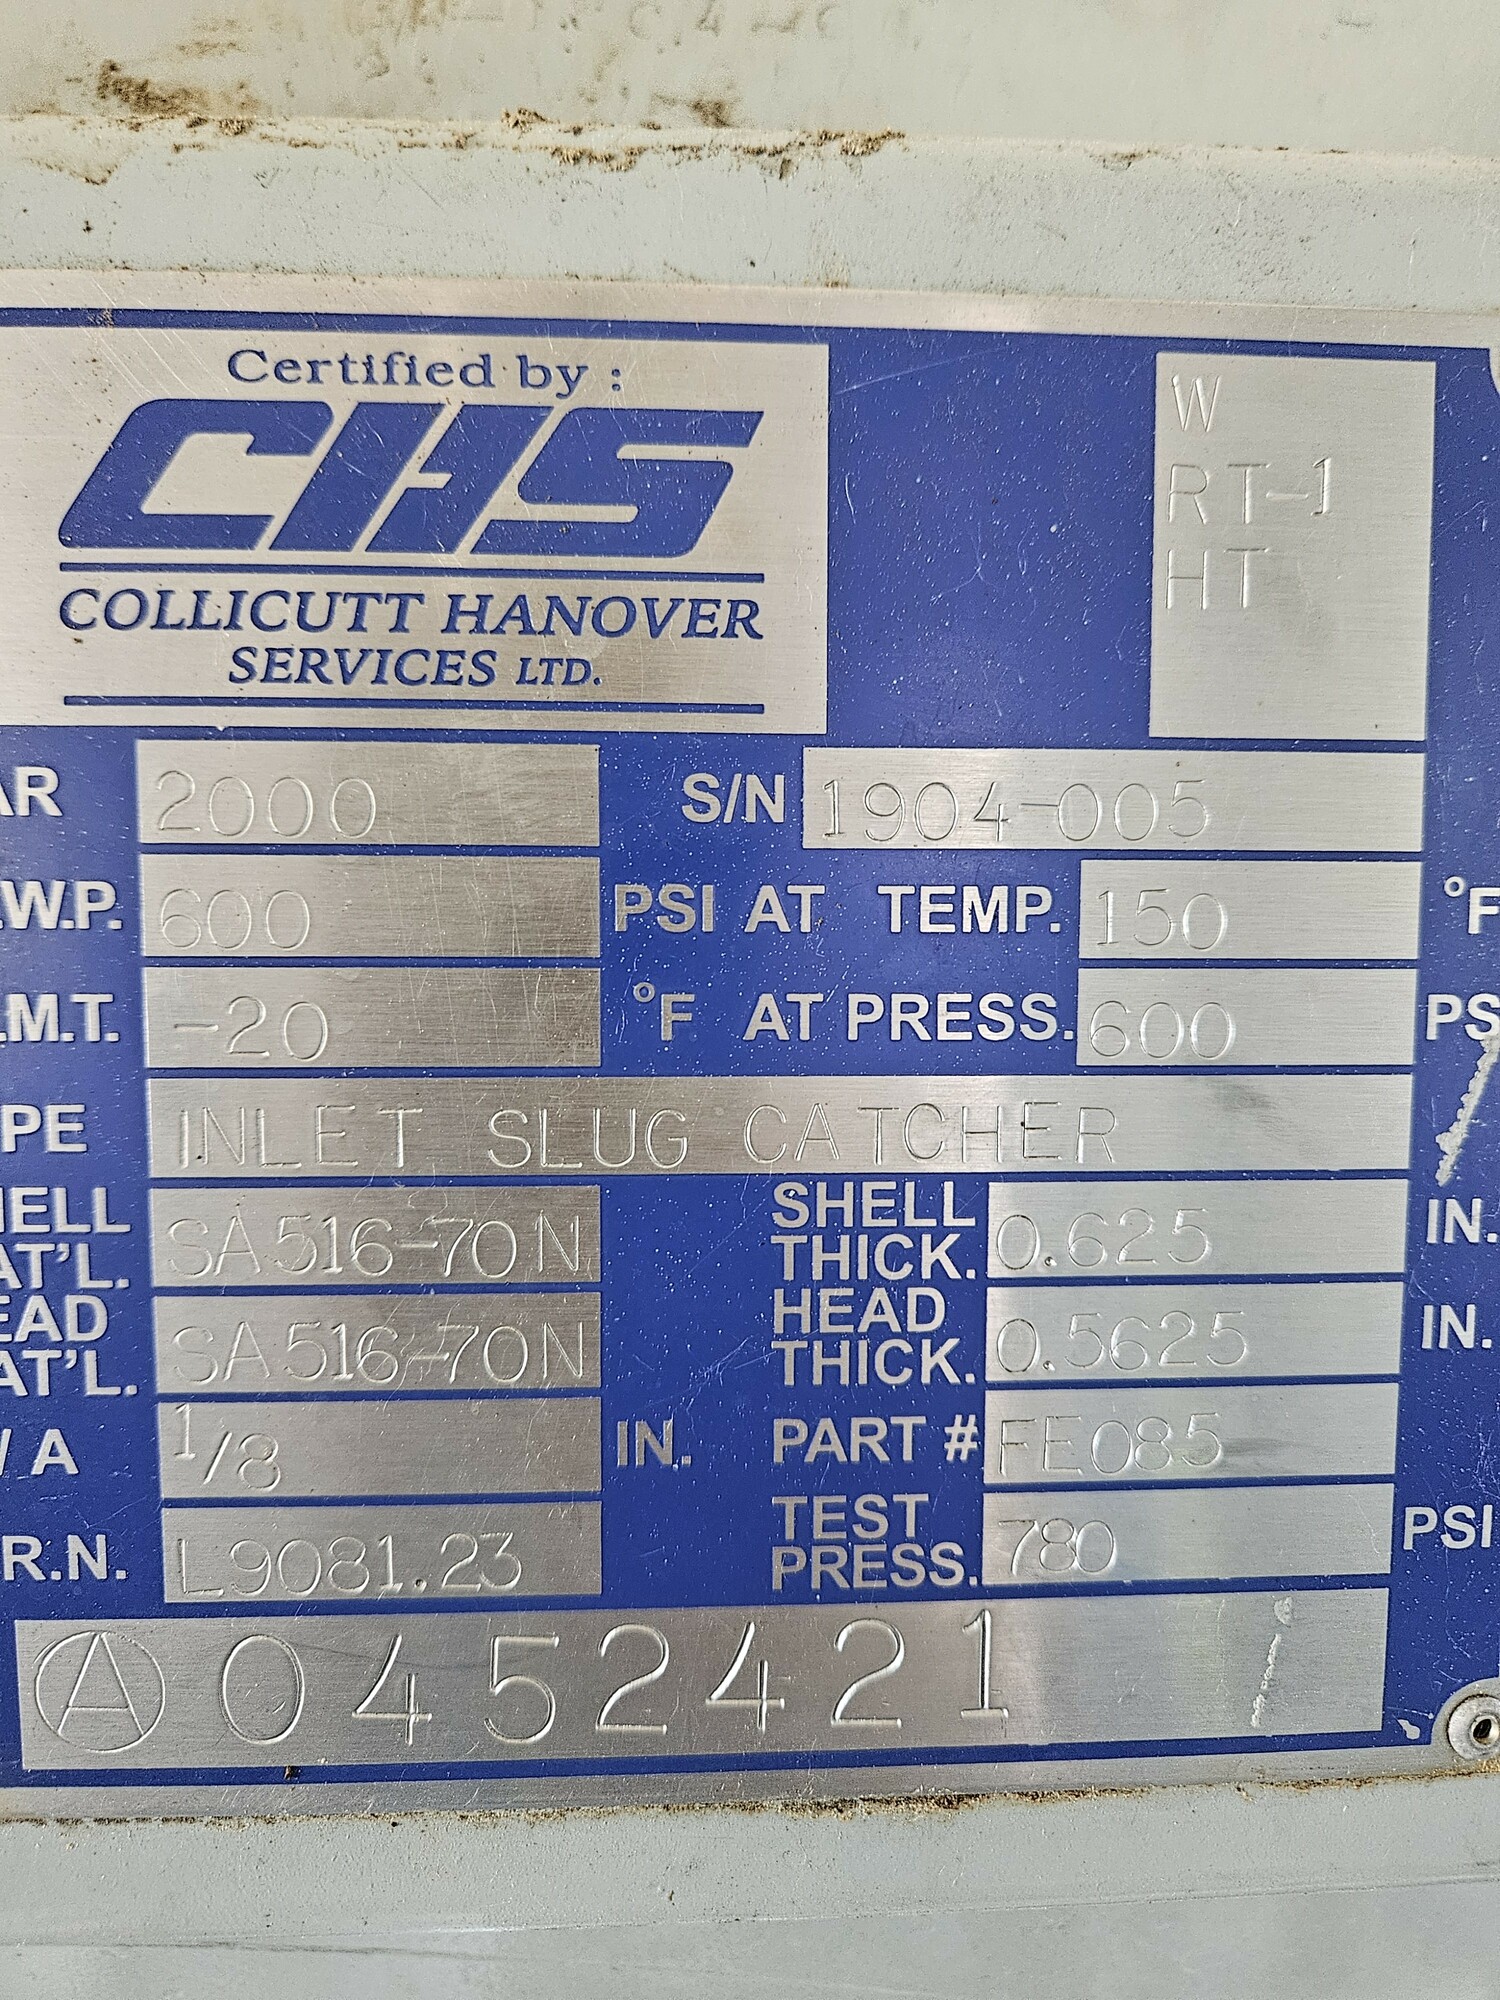 Certified by :
CHS
COLLICUTT HANOVER
SERVICES LTD.
W
RT-1
HT
AR 2000 S/N 1904-005
.W.P. 600 PSI AT TEMP. 150 °F
.M.T. -20 °F AT PRESS. 600 PS
PE INLET SLUG CATCHER
HELL AT'L. SA516-70N SHELL THICK. 0.625 IN.
EAD AT'L. SA516-70N HEAD THICK. 0.5625 IN.
/A 1/8 IN. PART # FE085
R.N. L9081.23 TEST PRESS. 780 PSI
A 0452421